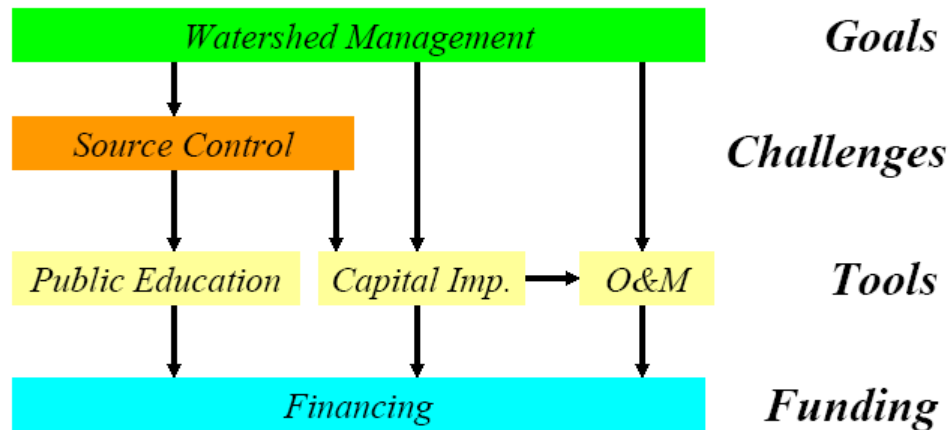 Watershed Management
Goals
Source Control
Challenges
Public Education
Capital Imp.
O&M
Tools
Financing
Funding